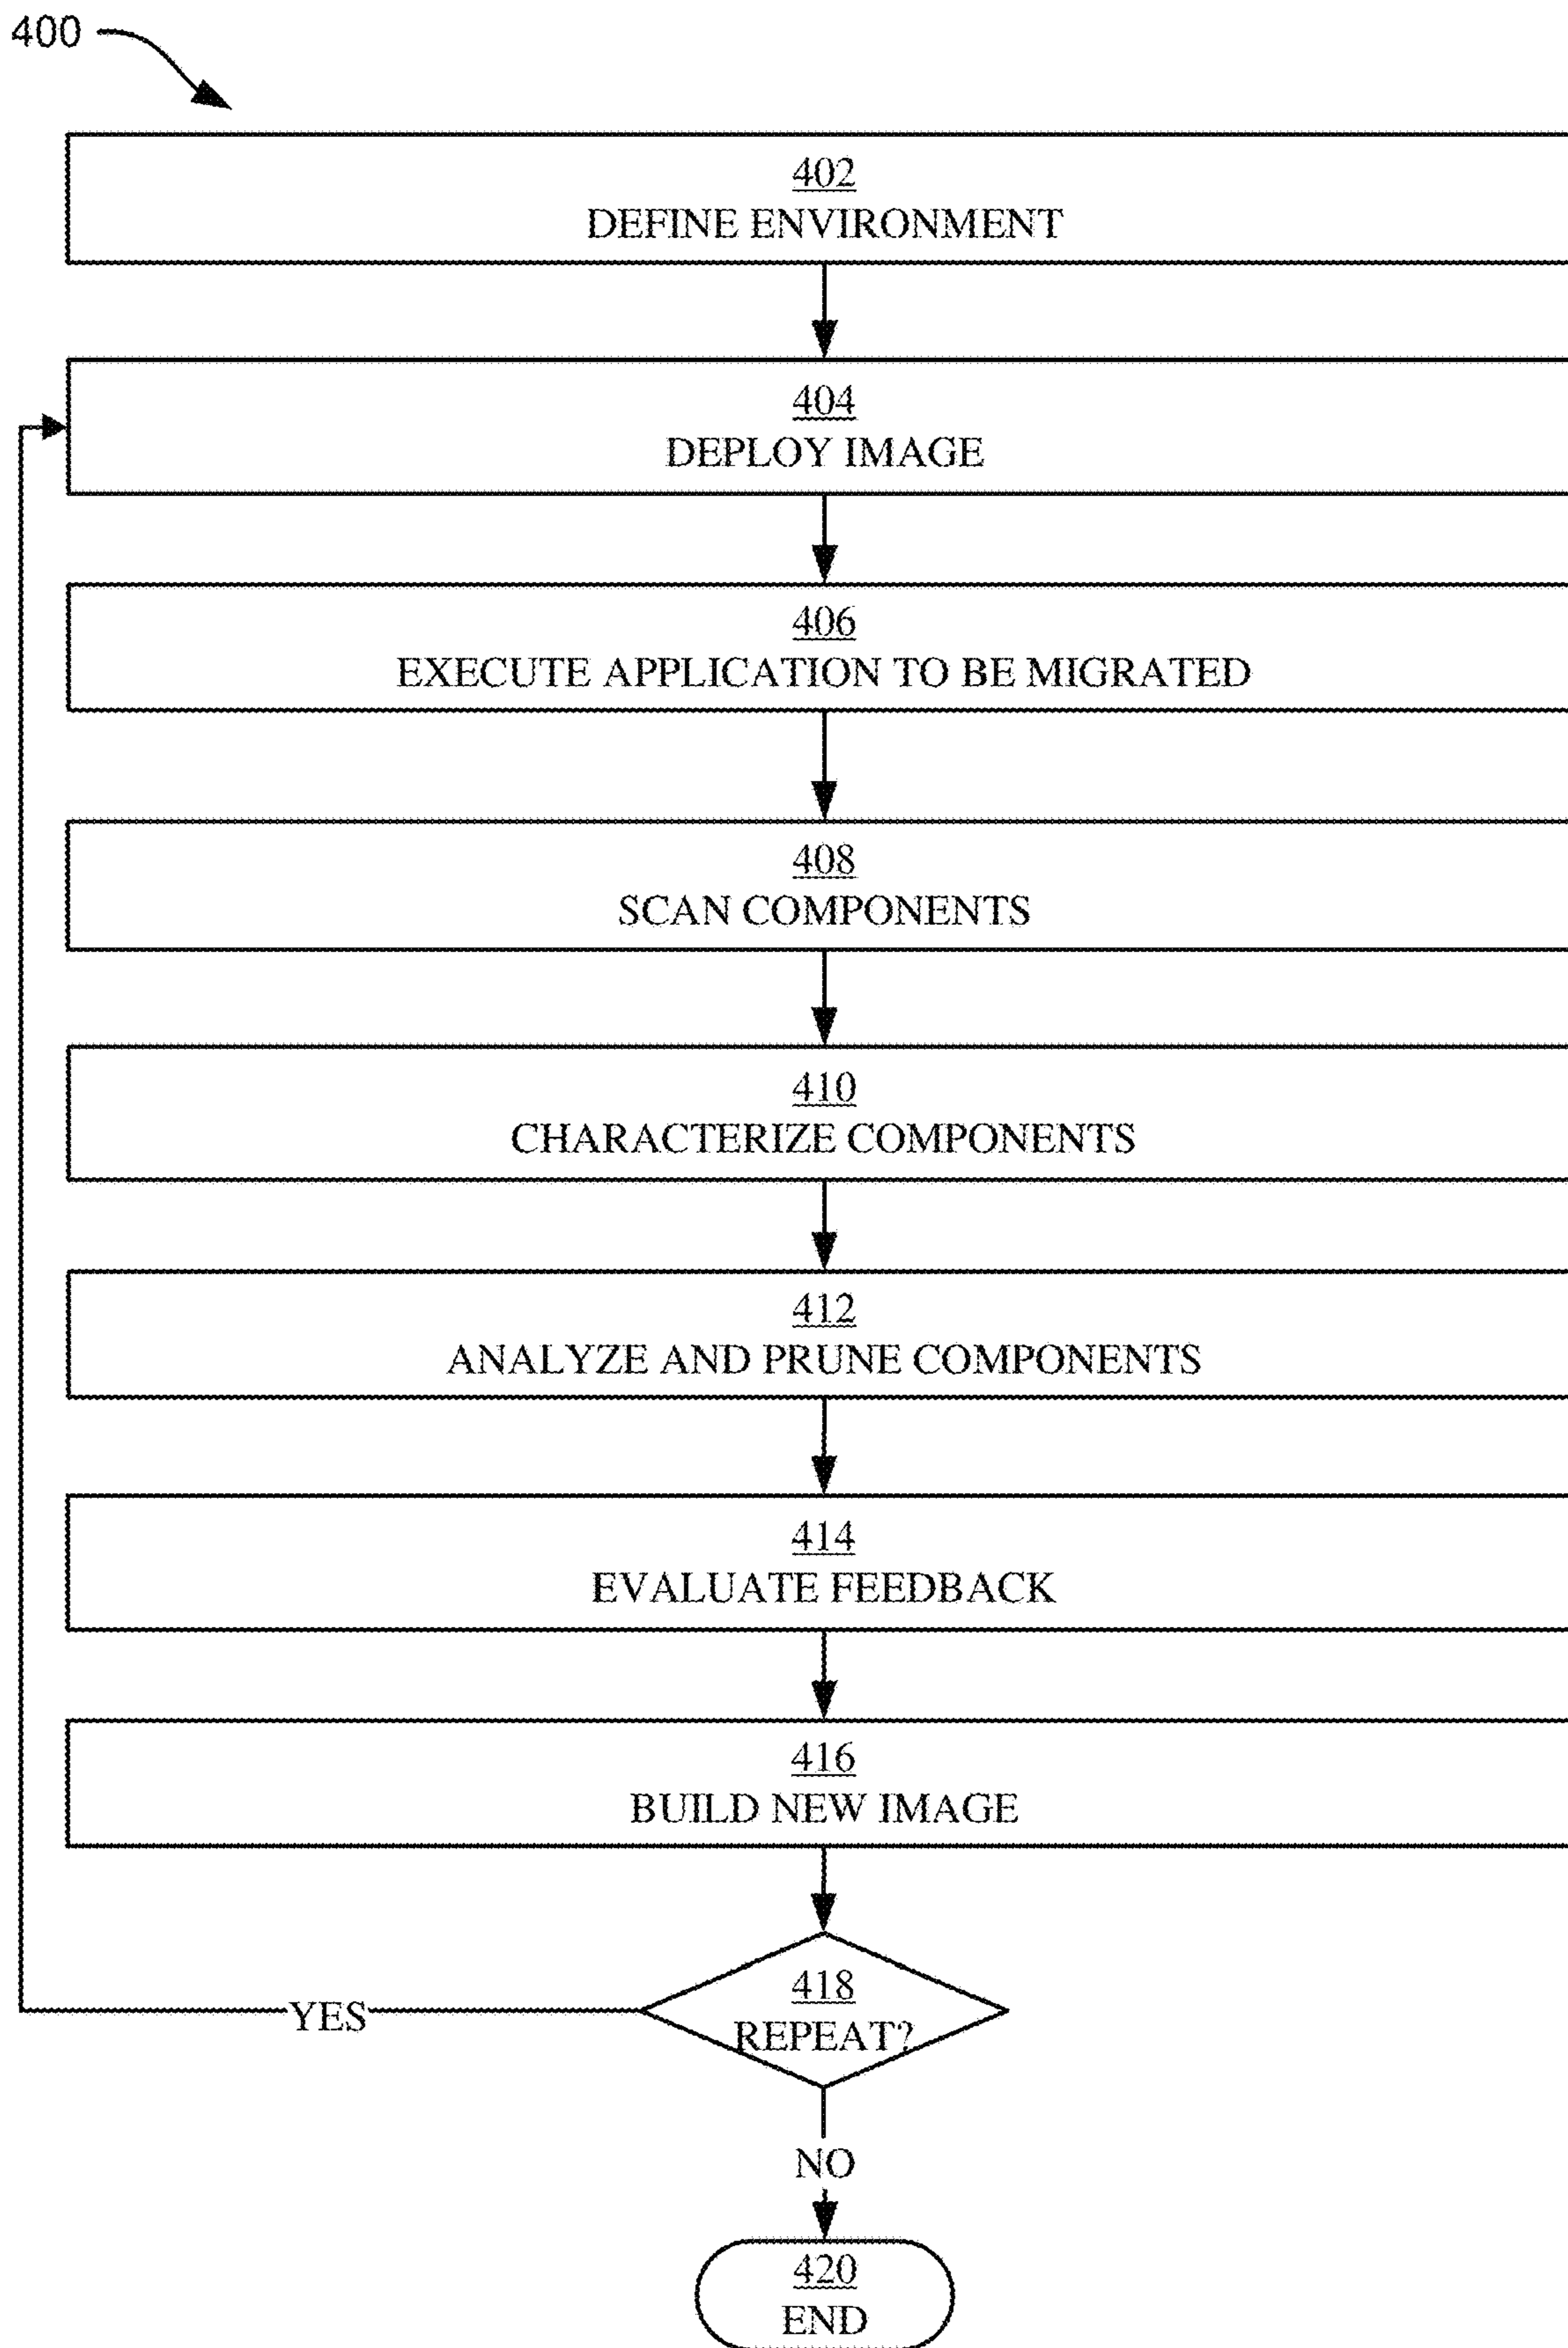 400
402
DEFINE ENVIRONMENT
404
DEPLOY IMAGE
406
EXECUTE APPLICATION TO BE MIGRATED
408
SCAN COMPONENTS
410
CHARACTERIZE COMPONENTS
412
ANALYZE AND PRUNE COMPONENTS
414
EVALUATE FEEDBACK
416
BUILD NEW IMAGE
418
REPEAT?
YES
NO
420
END